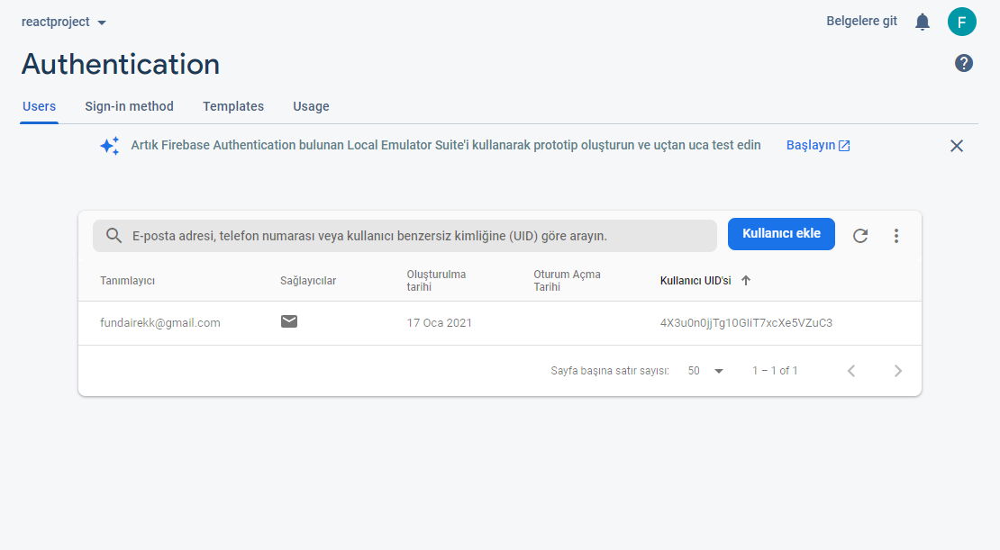 reactproject
Belgelere git
F
Authentication
?
Users
Sign-in method
Templates
Usage
Artık Firebase Authentication bulunan Local Emulator Suite'i kullanarak prototip oluşturun ve uçtan uca test edin
Başlayın
E-posta adresi, telefon numarası veya kullanıcı benzersiz kimliğine (UID) göre arayın.
Kullanıcı ekle
Tanımlayıcı
Sağlayıcılar
Oluşturulma
tarihi
Oturum Açma
Tarihi
Kullanıcı UID'si
fundairekk@gmail.com
17 Oca 2021
4X3u0n0jjTg10GIiT7xcXe5VZuC3
Sayfa başına satır sayısı:
50
1 – 1 of 1